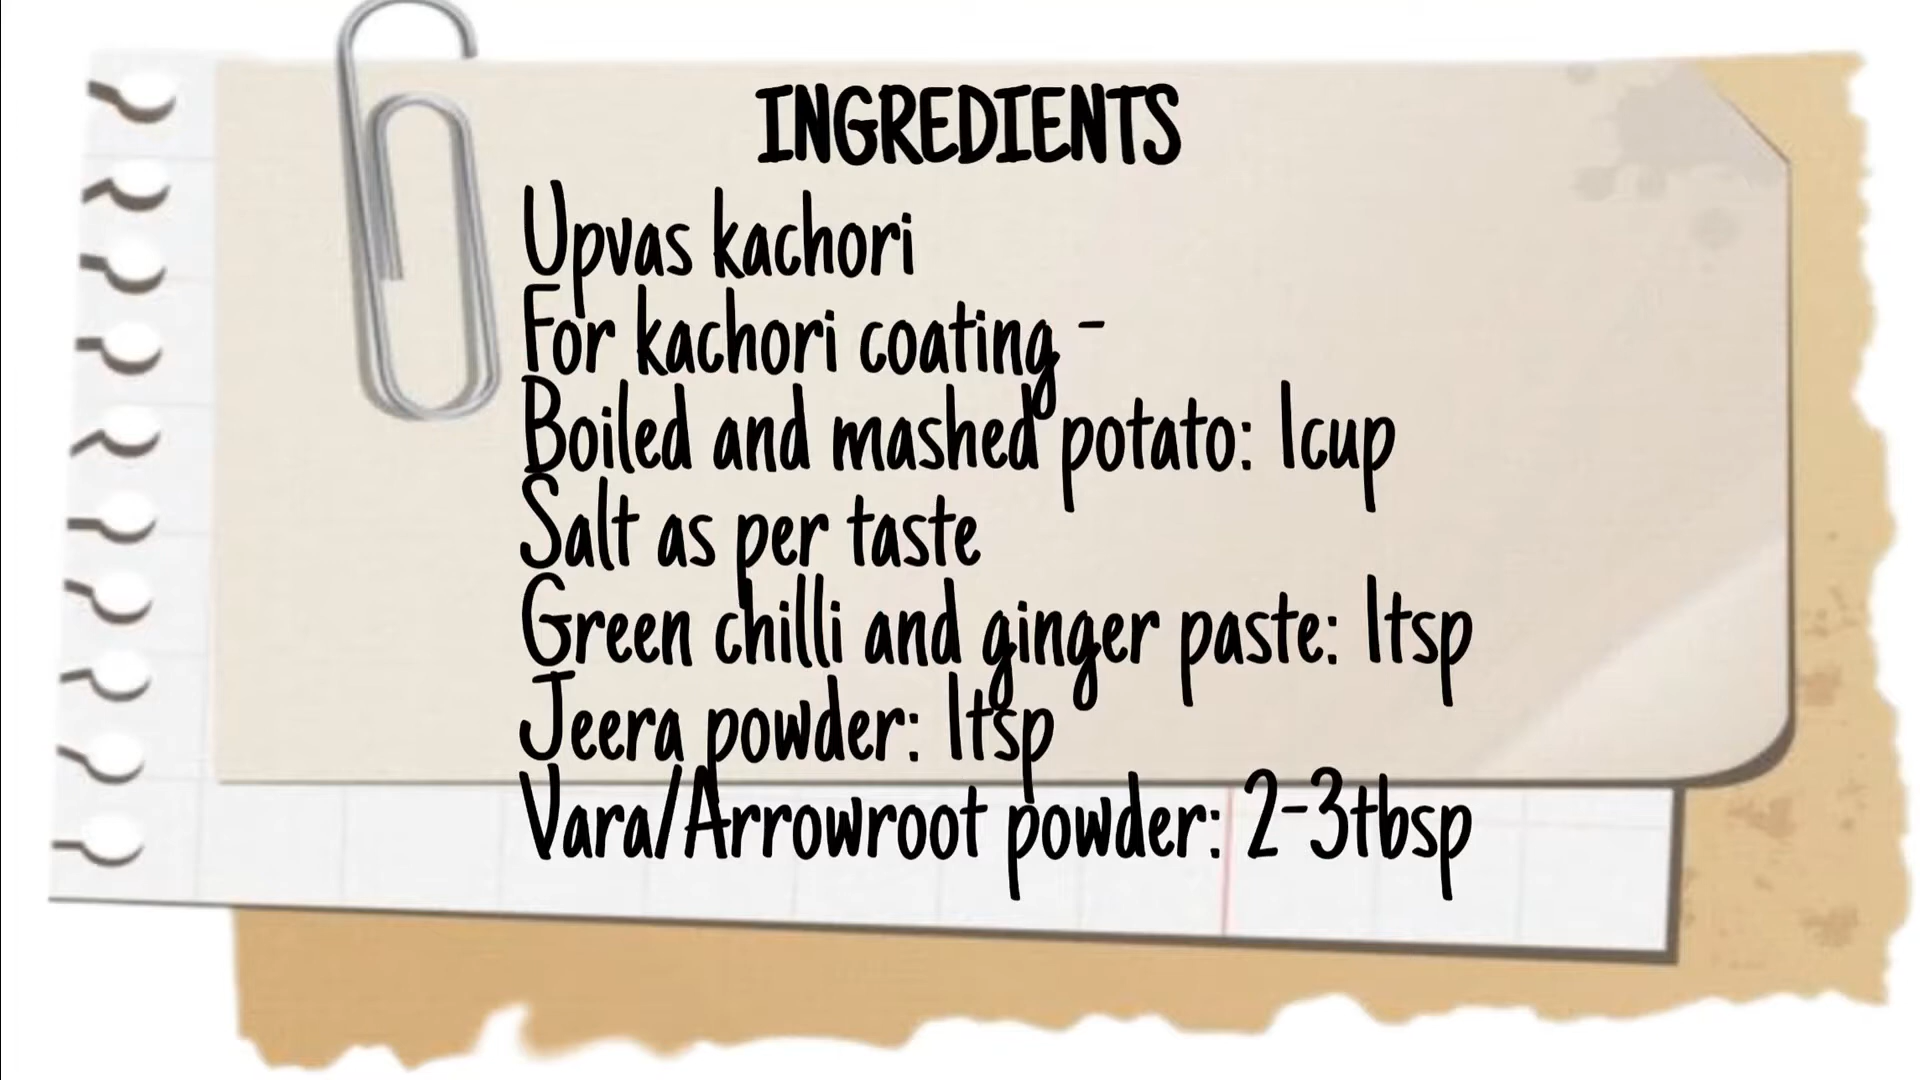 INGREDIENTS
Upvas kachori
For kachori coating -
Boiled and mashed potato: 1cup
Salt as per taste
Green chilli and ginger paste: 1tsp
Jeera powder: 1tsp
Vara/Arrowroot powder: 2-3tbsp